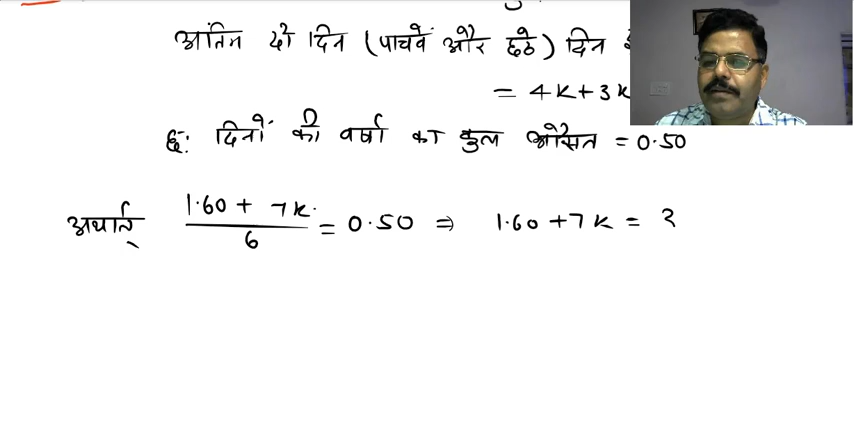 अंतिम दो दिन (पाचवें और छठे) दिन
= 4K+3K
छ: दिनों की वर्षा का कुल औसत = 0.50
अर्थात् (1.60 + 7K)/6 = 0.50 ⇒ 1.60+7K = 3